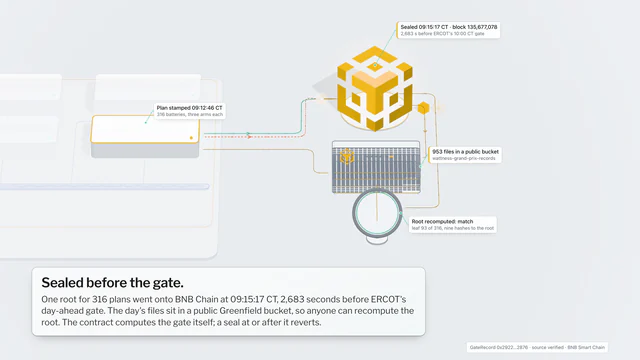 Sealed 09:15:17 CT · block 135,677,078
2,683 s before ERCOT's 10:00 CT gate
Plan stamped 09:12:46 CT
316 batteries, three arms each
953 files in a public bucket
wadiness-grand-prix-records
Root recomputed: match
leaf 93 of 316, nine hashes to the root
Sealed before the gate.
One root for 316 plans went onto BNB Chain at 09:15:17 CT, 2,683 seconds before ERCOT's
day-ahead gate. The day's files sit in a public Greenfield bucket, so anyone can recompute the
root. The contract computes the gate itself; a seal at or after it reverts.
GateRecord 0x2922...2976 · source verified · BNB Smart Chain